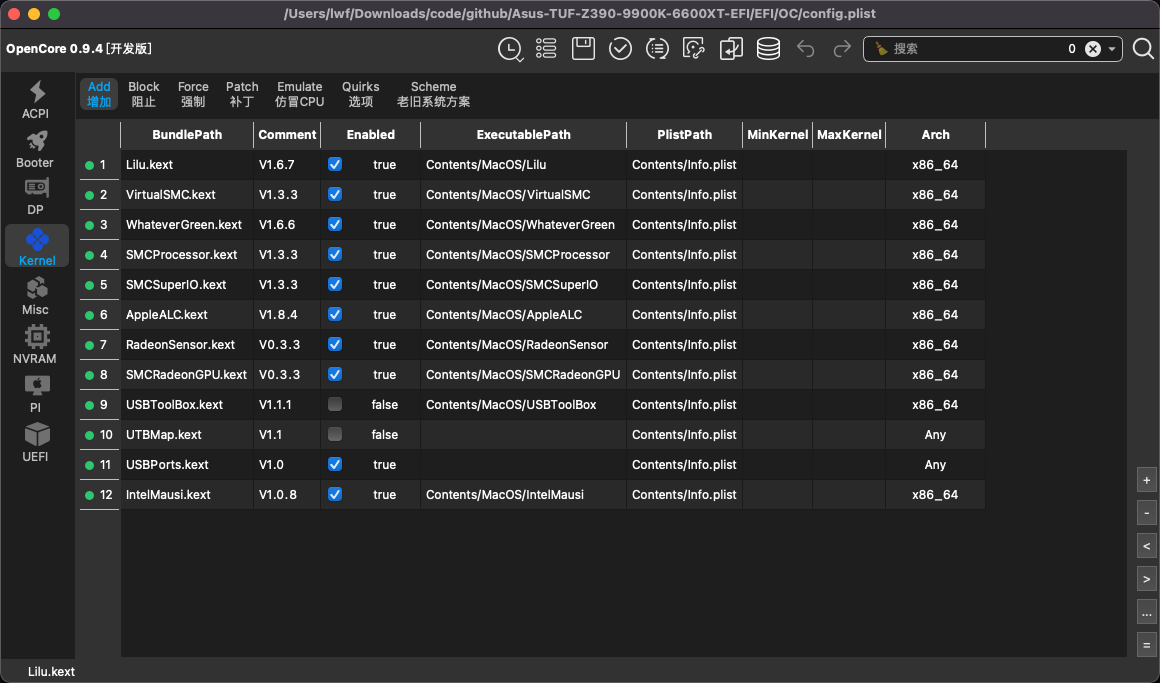 /Users/lwf/Downloads/code/github/Asus-TUF-Z390-9900K-6600XT-EFI/EFI/OC/config.plist
OpenCore 0.9.4 [开发版]
搜索 0
ACPI
Booter
DP
Kernel
Misc
NVRAM
PI
UEFI
Add Block Force Patch Emulate Quirks Scheme
增加 阻止 强制 补丁 仿冒CPU 选项 老旧系统方案
BundlePath Comment Enabled ExecutablePath PlistPath MinKernel MaxKernel Arch
1 Lilu.kext V1.6.7 true Contents/MacOS/Lilu Contents/Info.plist x86_64
2 VirtualSMC.kext V1.3.3 true Contents/MacOS/VirtualSMC Contents/Info.plist x86_64
3 WhateverGreen.kext V1.6.6 true Contents/MacOS/WhateverGreen Contents/Info.plist x86_64
4 SMCProcessor.kext V1.3.3 true Contents/MacOS/SMCProcessor Contents/Info.plist x86_64
5 SMCSuperIO.kext V1.3.3 true Contents/MacOS/SMCSuperIO Contents/Info.plist x86_64
6 AppleALC.kext V1.8.4 true Contents/MacOS/AppleALC Contents/Info.plist x86_64
7 RadeonSensor.kext V0.3.3 true Contents/MacOS/RadeonSensor Contents/Info.plist x86_64
8 SMCRadeonGPU.kext V0.3.3 true Contents/MacOS/SMCRadeonGPU Contents/Info.plist x86_64
9 USBToolBox.kext V1.1.1 false Contents/MacOS/USBToolBox Contents/Info.plist x86_64
10 UTBMap.kext V1.1 false Contents/Info.plist Any
11 USBPorts.kext V1.0 true Contents/Info.plist Any
12 IntelMausi.kext V1.0.8 true Contents/MacOS/IntelMausi Contents/Info.plist x86_64
+
-
<
>
...
=
Lilu.kext